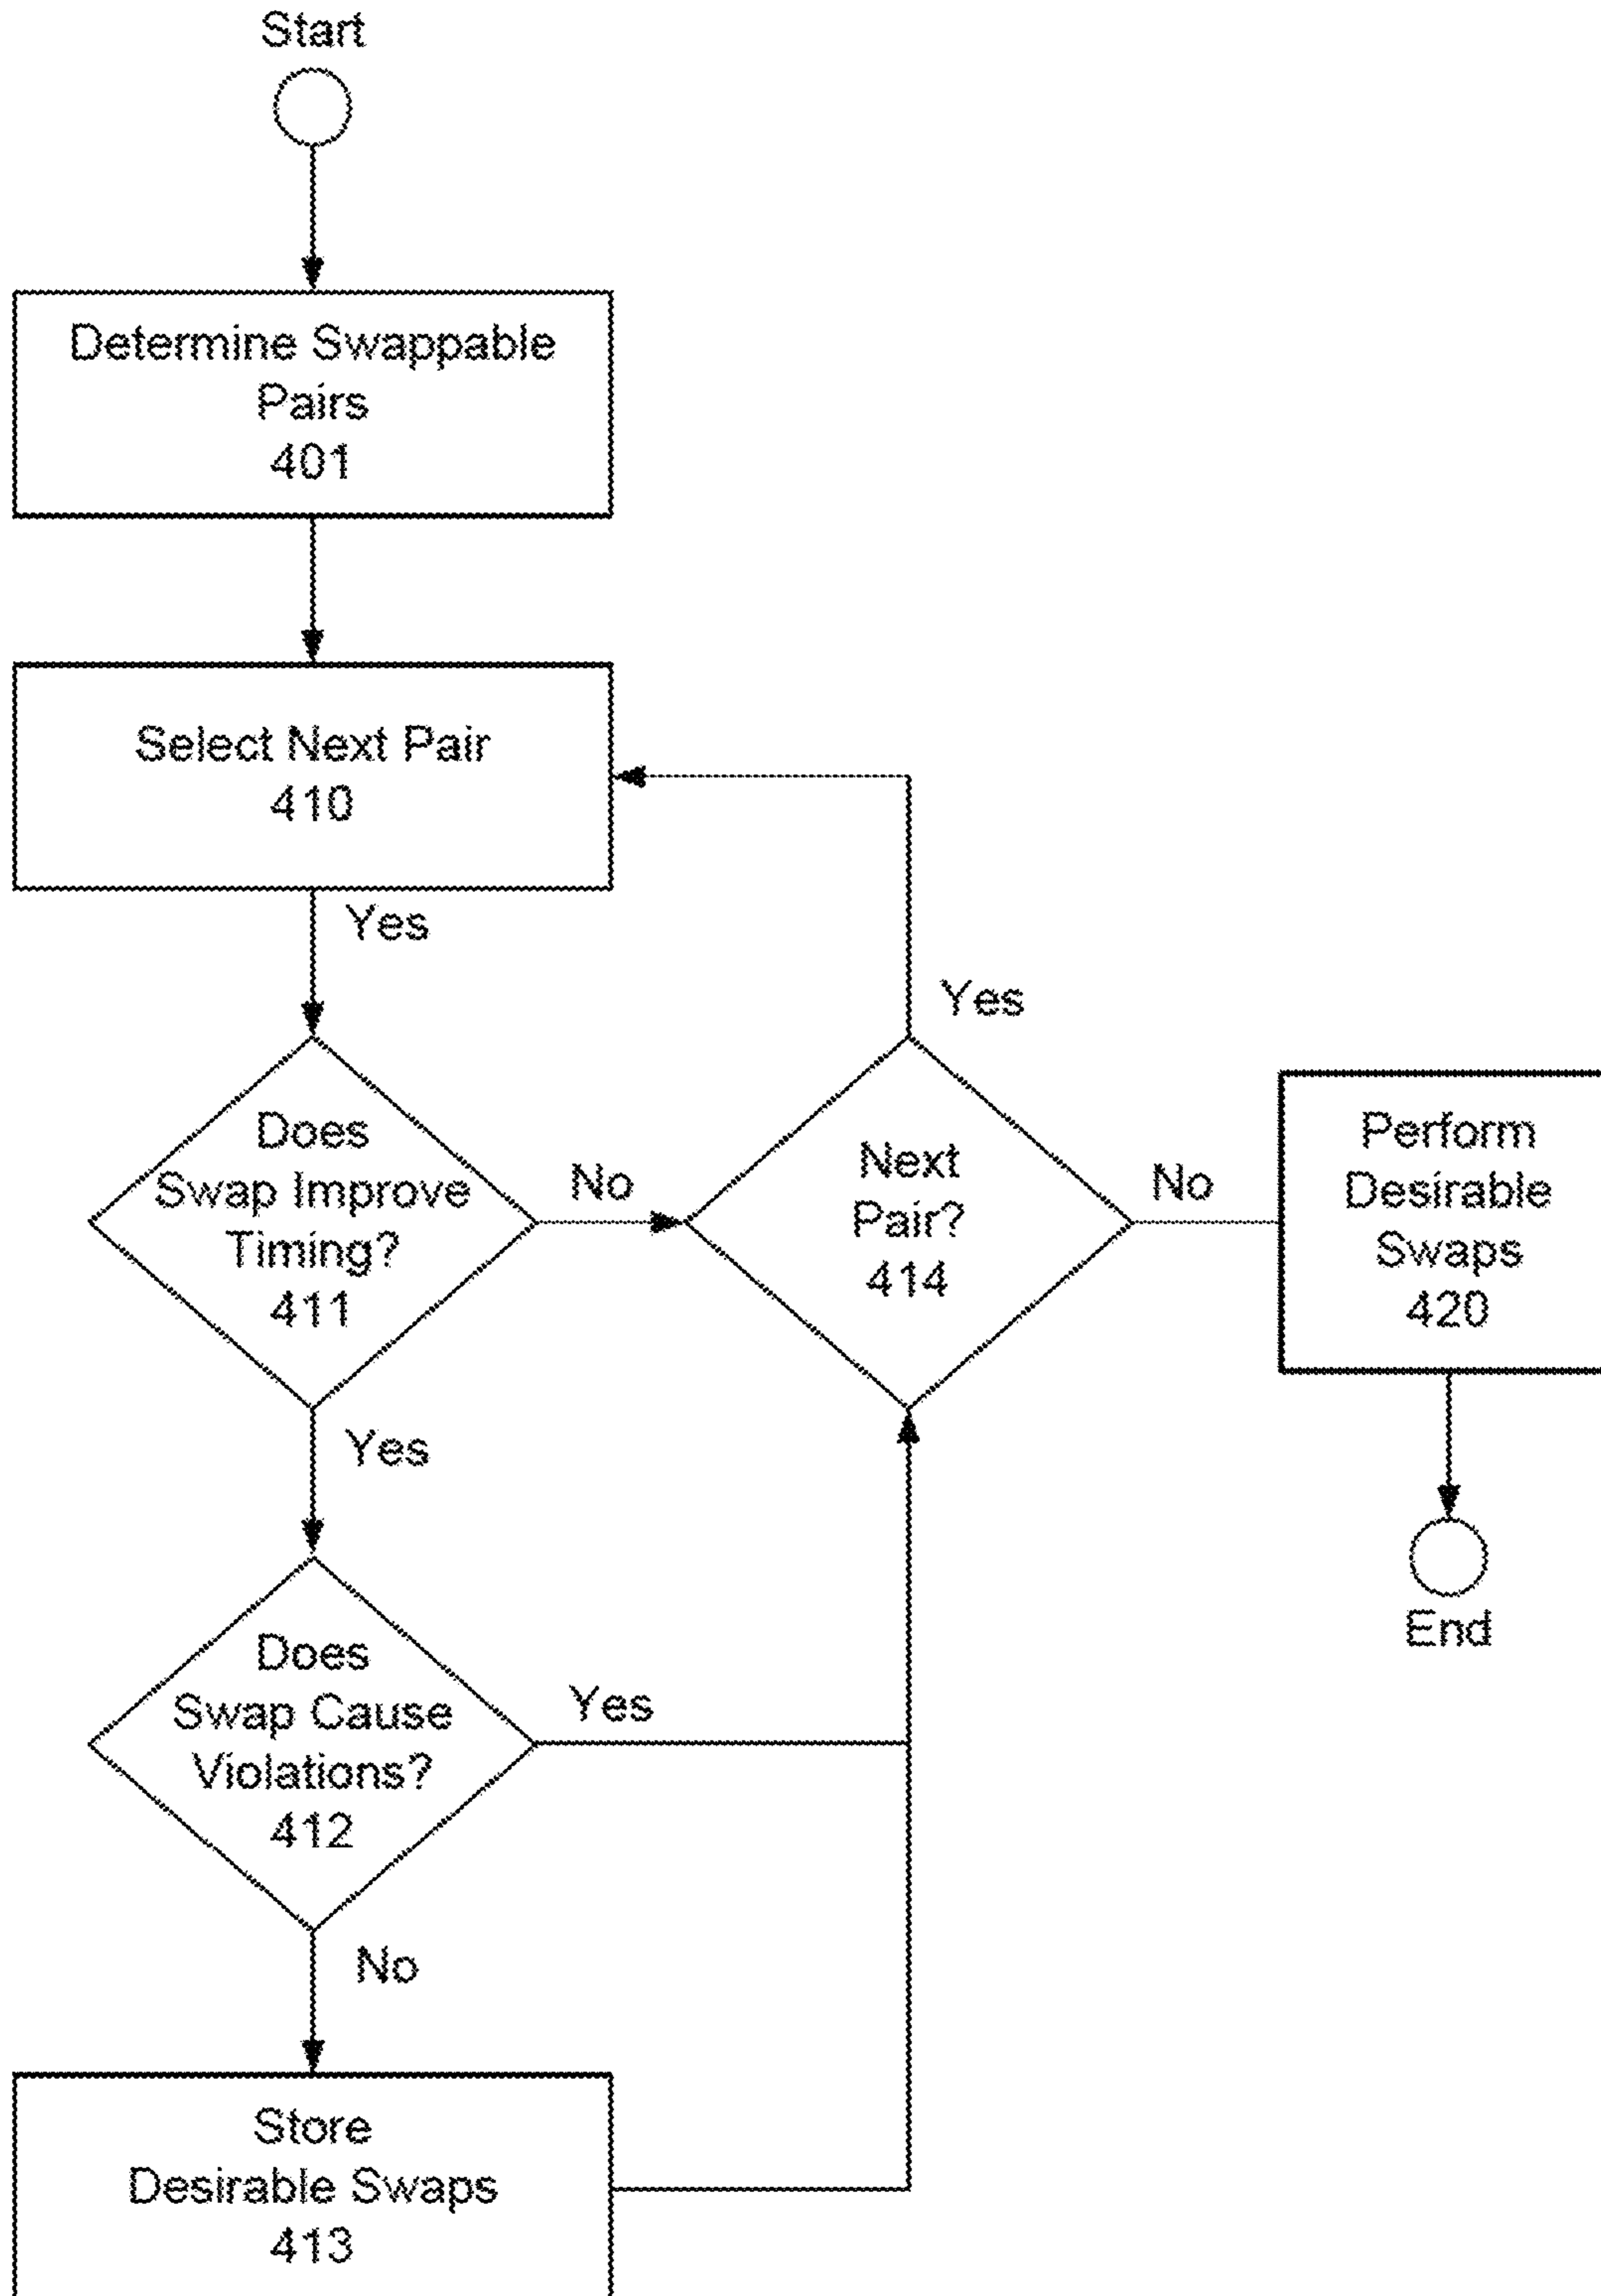 Start
Determine Swappable
Pairs
401
Select Next Pair
410
Yes
Does
Swap Improve
Timing?
411
No
Next
Pair?
414
Yes
No
Perform
Desirable
Swaps
420
Yes
End
Does
Swap Cause
Violations?
412
Yes
No
Store
Desirable Swaps
413